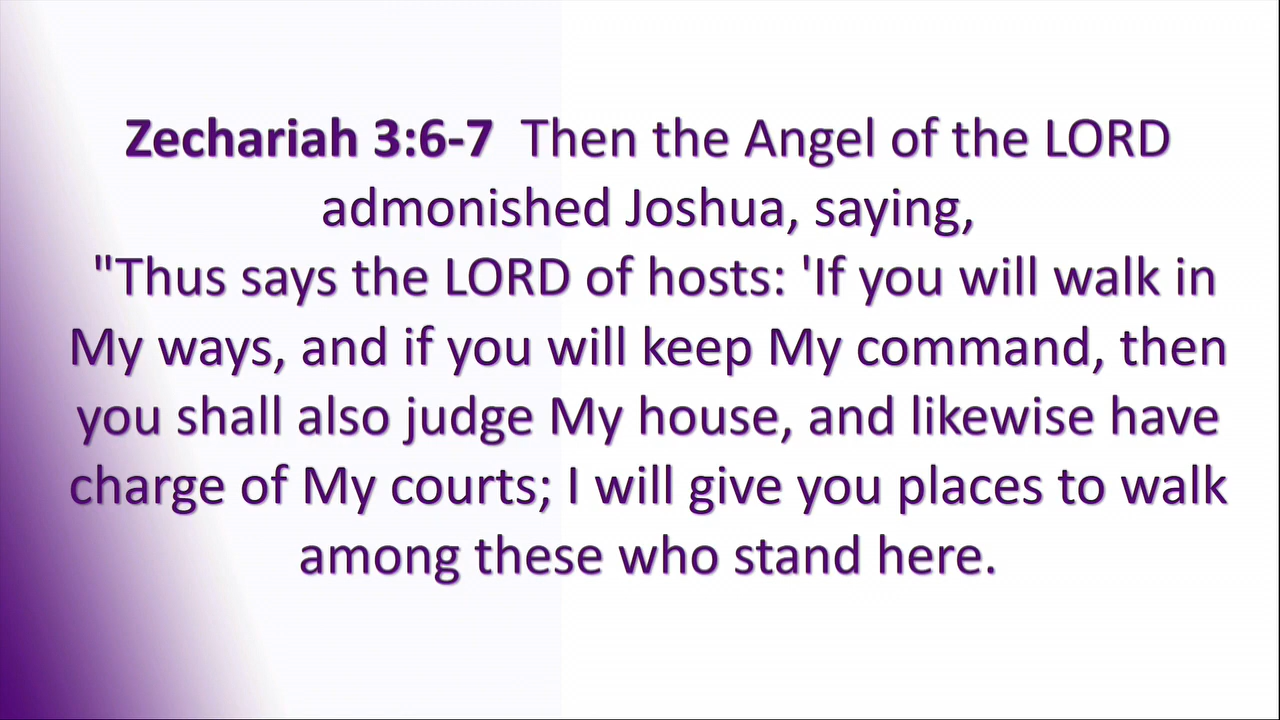 Zechariah 3:6-7  Then the Angel of the LORD
admonished Joshua, saying,
"Thus says the LORD of hosts: 'If you will walk in
My ways, and if you will keep My command, then
you shall also judge My house, and likewise have
charge of My courts; I will give you places to walk
among these who stand here.